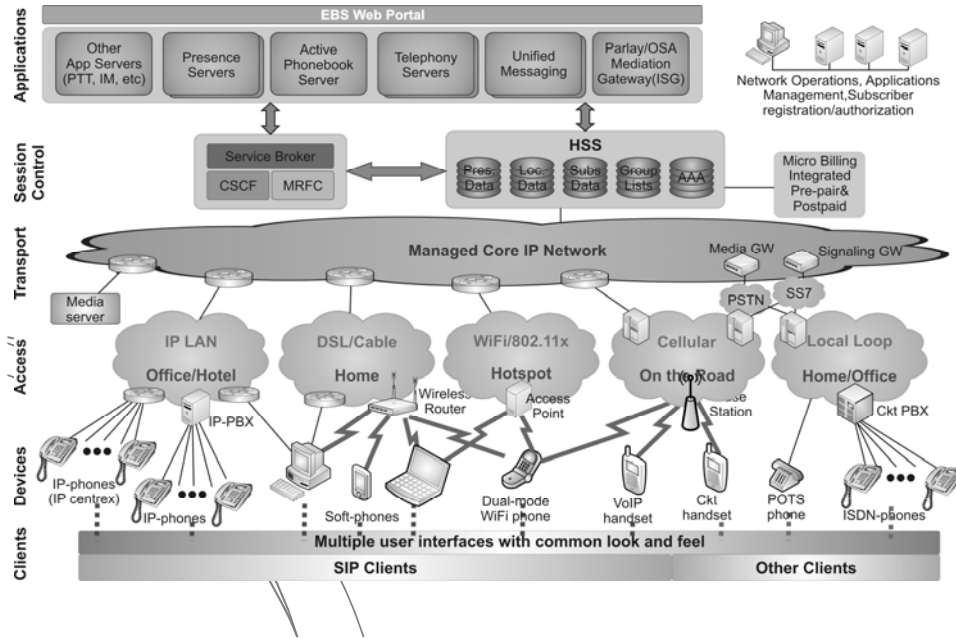 EBS Web Portal
Applications
Other
App Servers
(PTT, IM, etc)
Presence
Servers
Active
Phonebook
Server
Telephony
Servers
Unified
Messaging
Parlay/OSA
Mediation
Gateway(ISG)
Network Operations, Applications
Management,Subscriber
registration/authorization
Session
Control
Service Broker
CSCF
MRFC
HSS
Pres.
Data
Loc.
Data
Subs
Data
Group
Lists
AAA
Micro Billing
Integrated
Pre-pair&
Postpaid
Transport
Managed Core IP Network
Media GW
Signaling GW
Media
server
PSTN
SS7
Access
IP LAN
Office/Hotel
DSL/Cable
Home
WiFi/802.11x
Hotspot
Cellular
On the Road
Local Loop
Home/Office
IP-PBX
Wireless
Router
Access
Point
Station
Ckt PBX
Devices
IP-phones
(IP centrex)
IP-phones
Soft-phones
Dual-mode
WiFi phone
VoIP
handset
Ckt
handset
POTS
phone
ISDN-phones
Clients
Multiple user interfaces with common look and feel
SIP Clients
Other Clients